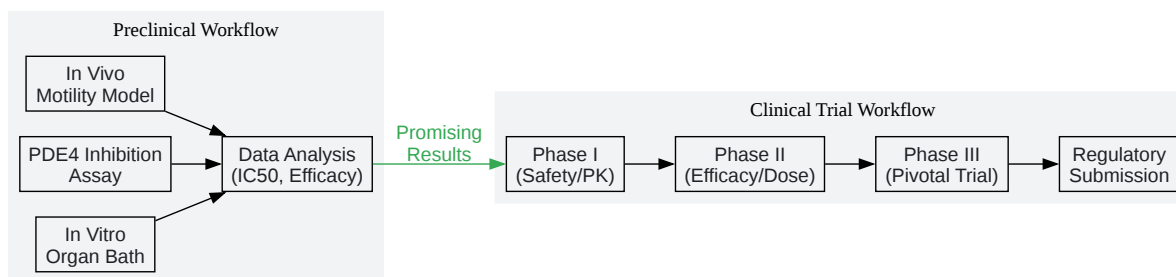 Preclinical Workflow
In Vivo
Motility Model
PDE4 Inhibition
Assay
In Vitro
Organ Bath
Data Analysis
(IC50, Efficacy)
Promising
Results
Clinical Trial Workflow
Phase I
(Safety/PK)
Phase II
(Efficacy/Dose)
Phase III
(Pivotal Trial)
Regulatory
Submission